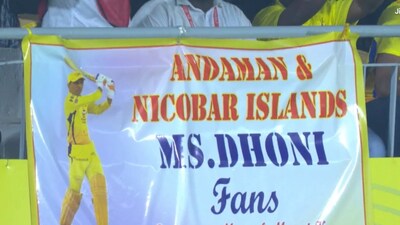 ANDAMAN &
NICOBAR ISLANDS
M.S.DHONI
Fans